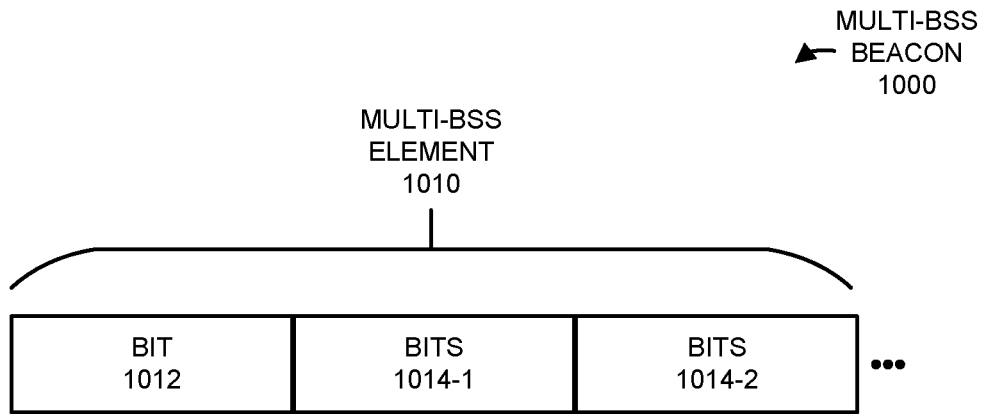 MULTI-BSS
BEACON
1000
MULTI-BSS
ELEMENT
1010
BIT
1012
BITS
1014-1
BITS
1014-2
•••